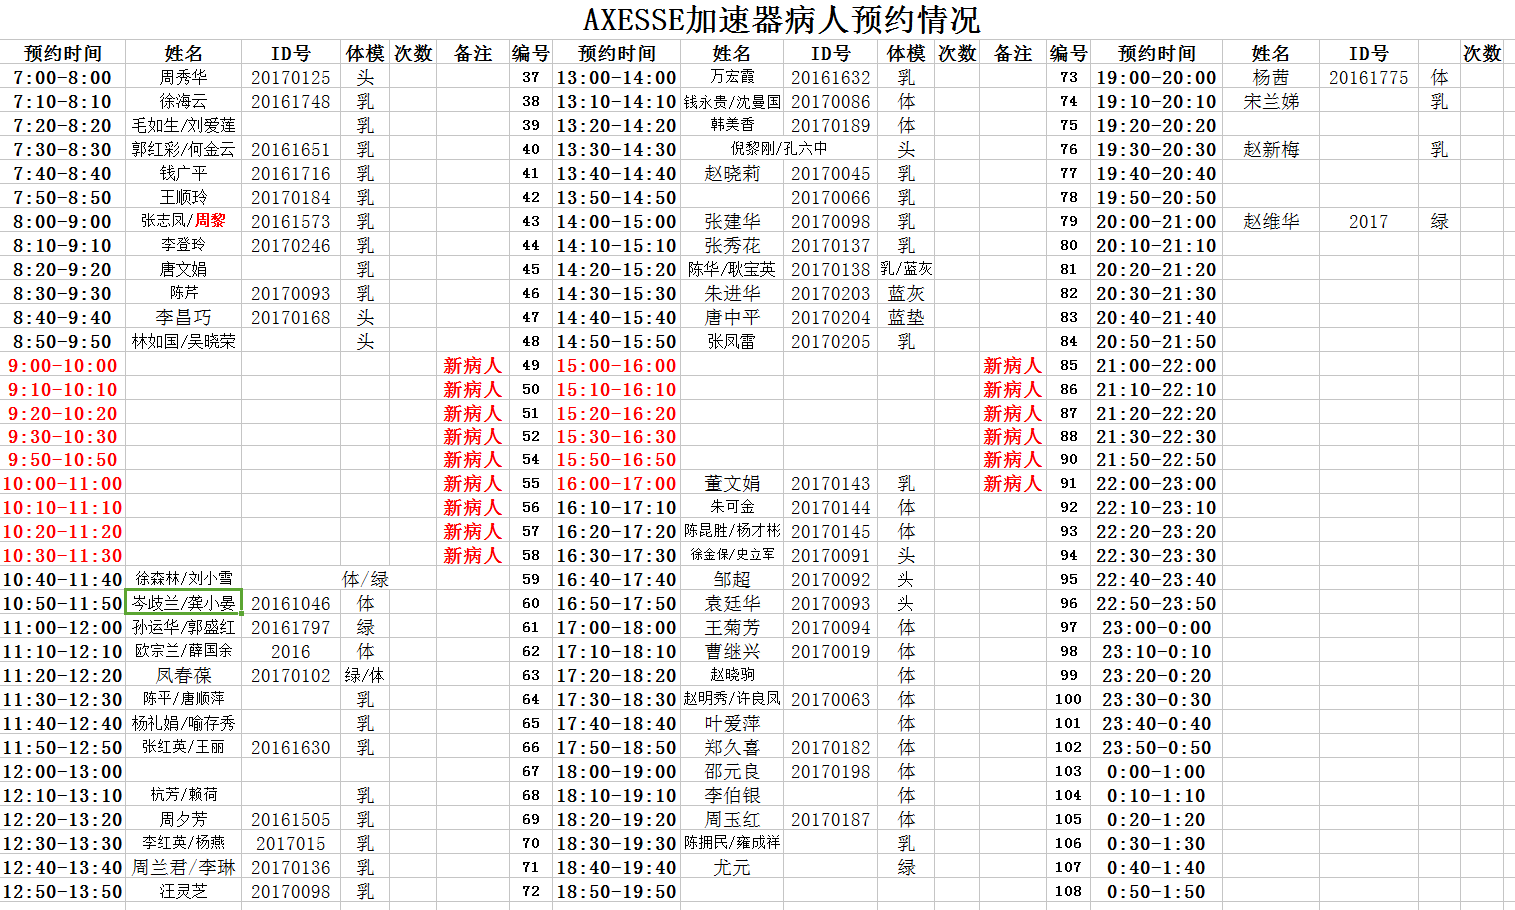 AXESSE加速器病人预约情况
预约时间 姓名 ID号 体模 次数 备注 编号 预约时间 姓名 ID号 体模 次数 备注 编号 预约时间 姓名 ID号 次数
7:00-8:00 周秀华 20170125 头 37 13:00-14:00 万宏霞 20161632 乳 73 19:00-20:00 杨茜 20161775 体
7:10-8:10 徐海云 20161748 乳 38 13:10-14:10 钱永贵/沈曼国 20170086 体 74 19:10-20:10 宋兰娣 乳
7:20-8:20 毛如生/刘爱莲 乳 39 13:20-14:20 韩美香 20170189 体 75 19:20-20:20
7:30-8:30 郭红彩/何金云 20161651 乳 40 13:30-14:30 倪黎刚/孔六中 头 76 19:30-20:30 赵新梅 乳
7:40-8:40 钱广平 20161716 乳 41 13:40-14:40 赵晓莉 20170045 乳 77 19:40-20:40
7:50-8:50 王顺玲 20170184 乳 42 13:50-14:50 20170066 乳 78 19:50-20:50
8:00-9:00 张志凤/周黎 20161573 乳 43 14:00-15:00 张建华 20170098 乳 79 20:00-21:00 赵维华 2017 绿
8:10-9:10 李登玲 20170246 乳 44 14:10-15:10 张秀花 20170137 乳 80 20:10-21:10
8:20-9:20 唐文娟 乳 45 14:20-15:20 陈华/耿宝英 20170138 乳/蓝灰 81 20:20-21:20
8:30-9:30 陈芹 20170093 乳 46 14:30-15:30 朱进华 20170203 蓝灰 82 20:30-21:30
8:40-9:40 李昌巧 20170168 头 47 14:40-15:40 唐中平 20170204 蓝垫 83 20:40-21:40
8:50-9:50 林如国/吴晓荣 头 48 14:50-15:50 张凤雷 20170205 乳 84 20:50-21:50
9:00-10:00 新病人 49 15:00-16:00 新病人 85 21:00-22:00
9:10-10:10 新病人 50 15:10-16:10 新病人 86 21:10-22:10
9:20-10:20 新病人 51 15:20-16:20 新病人 87 21:20-22:20
9:30-10:30 新病人 52 15:30-16:30 新病人 88 21:30-22:30
9:50-10:50 新病人 54 15:50-16:50 新病人 90 21:50-22:50
10:00-11:00 新病人 55 16:00-17:00 董文娟 20170143 乳 新病人 91 22:00-23:00
10:10-11:10 新病人 56 16:10-17:10 朱可金 20170144 体 92 22:10-23:10
10:20-11:20 新病人 57 16:20-17:20 陈昆胜/杨才彬 20170145 体 93 22:20-23:20
10:30-11:30 新病人 58 16:30-17:30 徐金保/史立军 20170091 头 94 22:30-23:30
10:40-11:40 徐森林/刘小雪 体/绿 59 16:40-17:40 邹超 20170092 头 95 22:40-23:40
10:50-11:50 岑歧兰/龚小晏 20161046 体 60 16:50-17:50 袁廷华 20170093 头 96 22:50-23:50
11:00-12:00 孙运华/郭盛红 20161797 绿 61 17:00-18:00 王菊芳 20170094 体 97 23:00-0:00
11:10-12:10 欧宗兰/薛国余 2016 体 62 17:10-18:10 曹继兴 20170019 体 98 23:10-0:10
11:20-12:20 凤春葆 20170102 绿/体 63 17:20-18:20 赵晓驹 体 99 23:20-0:20
11:30-12:30 陈平/唐顺萍 乳 64 17:30-18:30 赵明秀/许良凤 20170063 体 100 23:30-0:30
11:40-12:40 杨礼娟/喻存秀 乳 65 17:40-18:40 叶爱萍 体 101 23:40-0:40
11:50-12:50 张红英/王丽 20161630 乳 66 17:50-18:50 郑久喜 20170182 体 102 23:50-0:50
12:00-13:00 67 18:00-19:00 邵元良 20170198 体 103 0:00-1:00
12:10-13:10 杭芳/赖荷 乳 68 18:10-19:10 李伯银 体 104 0:10-1:10
12:20-13:20 周夕芳 20161505 乳 69 18:20-19:20 周玉红 20170187 体 105 0:20-1:20
12:30-13:30 李红英/杨燕 2017015 乳 70 18:30-19:30 陈拥民/雍成祥 体 106 0:30-1:30
12:40-13:40 周兰君/李琳 20170136 乳 71 18:40-19:40 尤元 绿 107 0:40-1:40
12:50-13:50 汪灵芝 20170098 乳 72 18:50-19:50 108 0:50-1:50